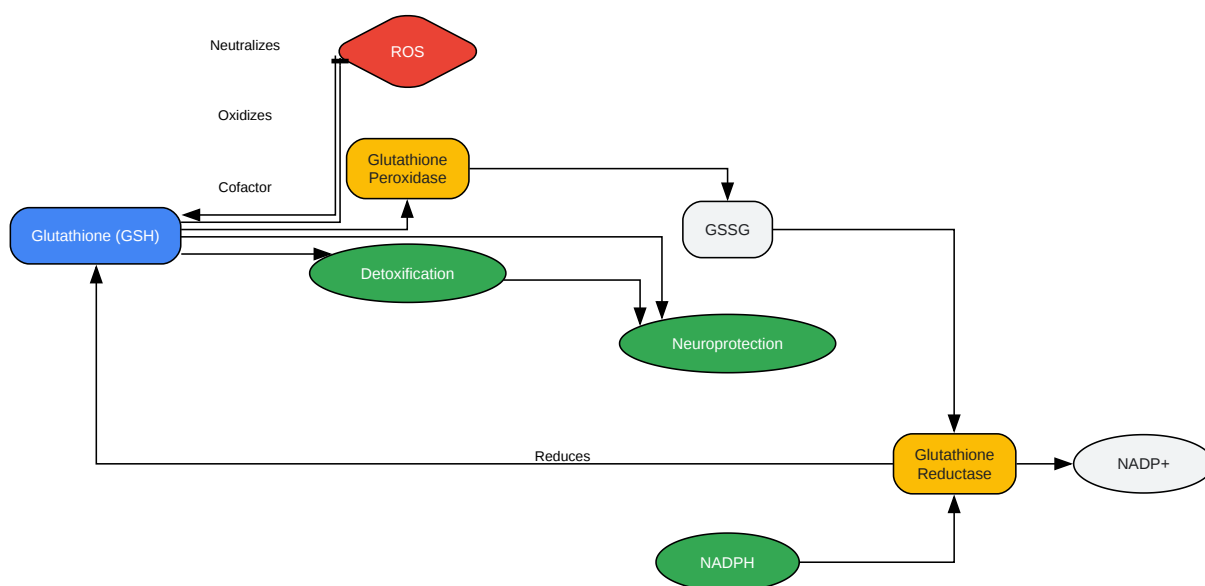 Neutralizes
ROS
Oxidizes
Glutathione
Peroxidase
Cofactor
Glutathione (GSH)
GSSG
Detoxification
Neuroprotection
Reduces
Glutathione
Reductase
NADP+
NADPH